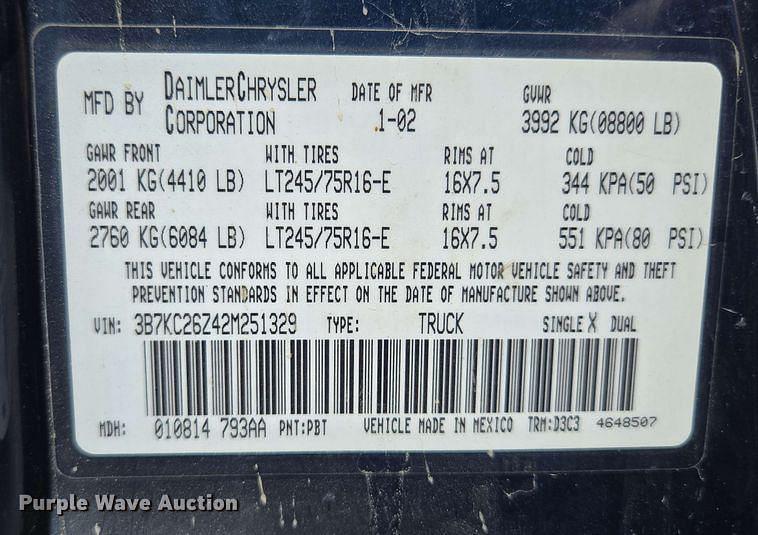 MFD BY DAIMLERCHRYSLER CORPORATION DATE OF MFR 1-02 GVWR 3992 KG(08800 LB)
GAWR FRONT WITH TIRES RIMS AT COLD
2001 KG(4410 LB) LT245/75R16-E 16X7.5 344 KPA(50 PSI)
GAWR REAR WITH TIRES RIMS AT COLD
2760 KG(6084 LB) LT245/75R16-E 16X7.5 551 KPA(80 PSI)
THIS VEHICLE CONFORMS TO ALL APPLICABLE FEDERAL MOTOR VEHICLE SAFETY AND THEFT
PREVENTION STANDARDS IN EFFECT ON THE DATE OF MANUFACTURE SHOWN ABOVE.
VIN: 3B7KC26Z42M251329 TYPE: TRUCK SINGLE X DUAL
MDH: 010814 793AA PNT:PBT VEHICLE MADE IN MEXICO TRM:D3C3 4648507
Purple Wave Auction